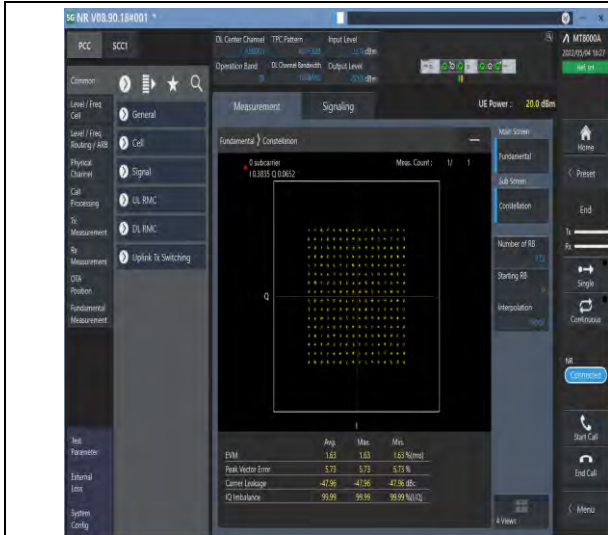 5G NR V08.90.18#001 *
PCC
SCC1
DL Center Channel
TPC Pattern
Input Level
dBm
Operation Band
DL Channel Bandwidth
Output Level
dBm
MT8000A
2022/05/04 16:27
Ref. Int
Common
Level / Freq
Cell
Level / Freq
Routing / ARB
Physical
Channel
Call
Processing
Tx
Measurement
Rx
Measurement
OTA
Position
Fundamental
Measurement
Test
Parameter
External
Loss
System
Config
General
Cell
Signal
UL RMC
DL RMC
Uplink Tx Switching
Measurement
Signaling
UE Power : 20.0 dBm
Fundamental
Constellation
0 subcarrier
I 0.3835 Q 0.0652
Meas. Count : 1/ 1
Q
I
Avg. Max. Min.
EVM 1.63 1.63 1.63 %(rms)
Peak Vector Error 5.73 5.73 5.73 %
Carrier Leakage -47.96 -47.96 -47.96 dBc
IQ Imbalance 99.99 99.99 99.99 %(I/Q)
Main Screen
Fundamental
Sub Screen
Constellation
Number of RB
Starting RB
Interpolation
4 Views
Home
Preset
End
Tx
Rx
Single
Continuous
NR
Connected
Start Call
End Call
Menu